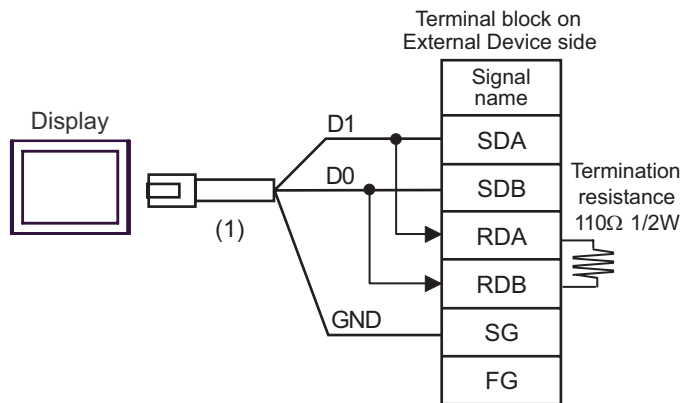 Terminal block on
External Device side
Signal
name
Display
D1
SDA
D0
SDB
Termination
resistance
110Ω 1/2W
(1)
RDA
RDB
GND
SG
FG